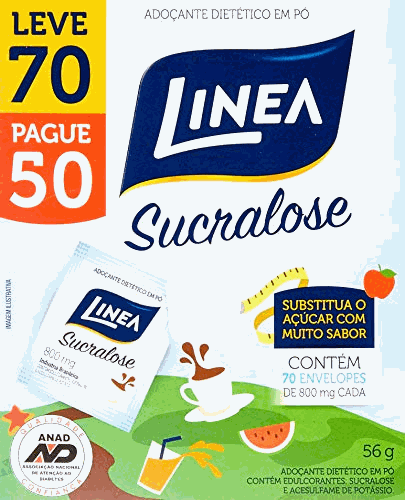 LEVE
70
PAGUE
50
ADOÇANTE DIETÉTICO EM PÓ
LINEA
Sucralose
IMAGEM ILUSTRATIVA
ADOÇANTE DIETÉTICO EM PÓ
LINEA
Sucralose
800 mg
Indústria Brasileira
SUBSTITUA O
AÇÚCAR COM
MUITO SABOR
CONTÉM
70 ENVELOPES
DE 800 mg CADA
QUALIDADE
ANAD
ASSOCIAÇÃO NACIONAL
DE ATENÇÃO AO
DIABETES
CONFIANÇA
56 g
ADOÇANTE DIETÉTICO EM PÓ
CONTÉM EDULCORANTES: SUCRALOSE
E ACESULFAME DE POTÁSSIO.